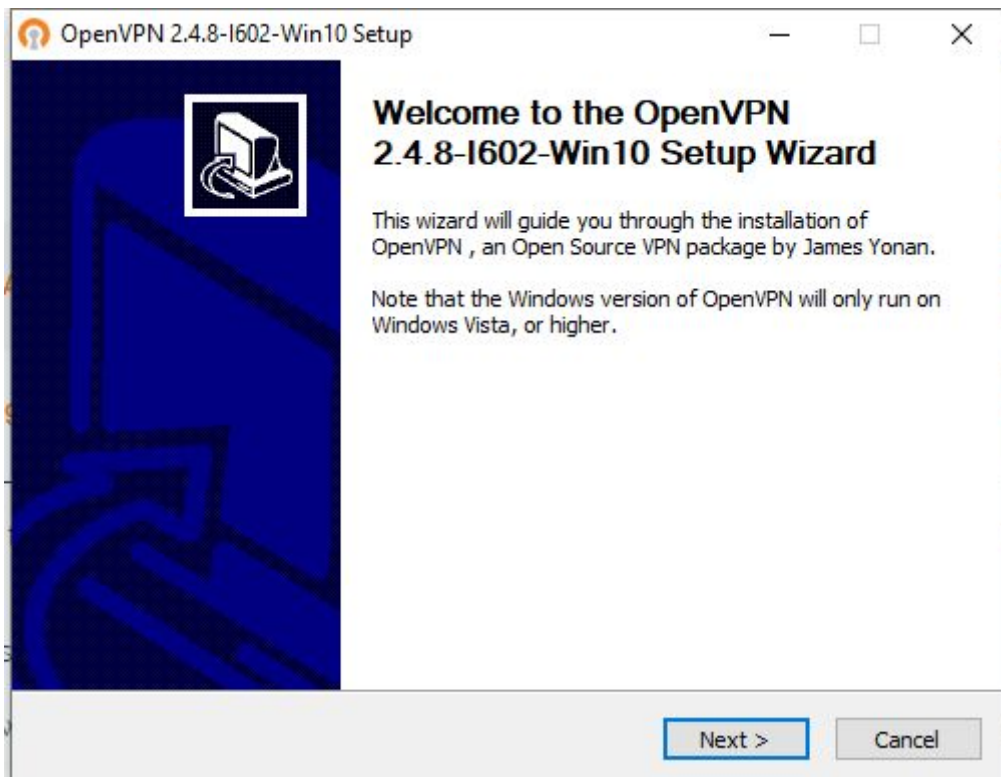 OpenVPN 2.4.8-I602-Win10 Setup
Welcome to the OpenVPN
2.4.8-I602-Win10 Setup Wizard
This wizard will guide you through the installation of
OpenVPN , an Open Source VPN package by James Yonan.
Note that the Windows version of OpenVPN will only run on
Windows Vista, or higher.
Next >
Cancel